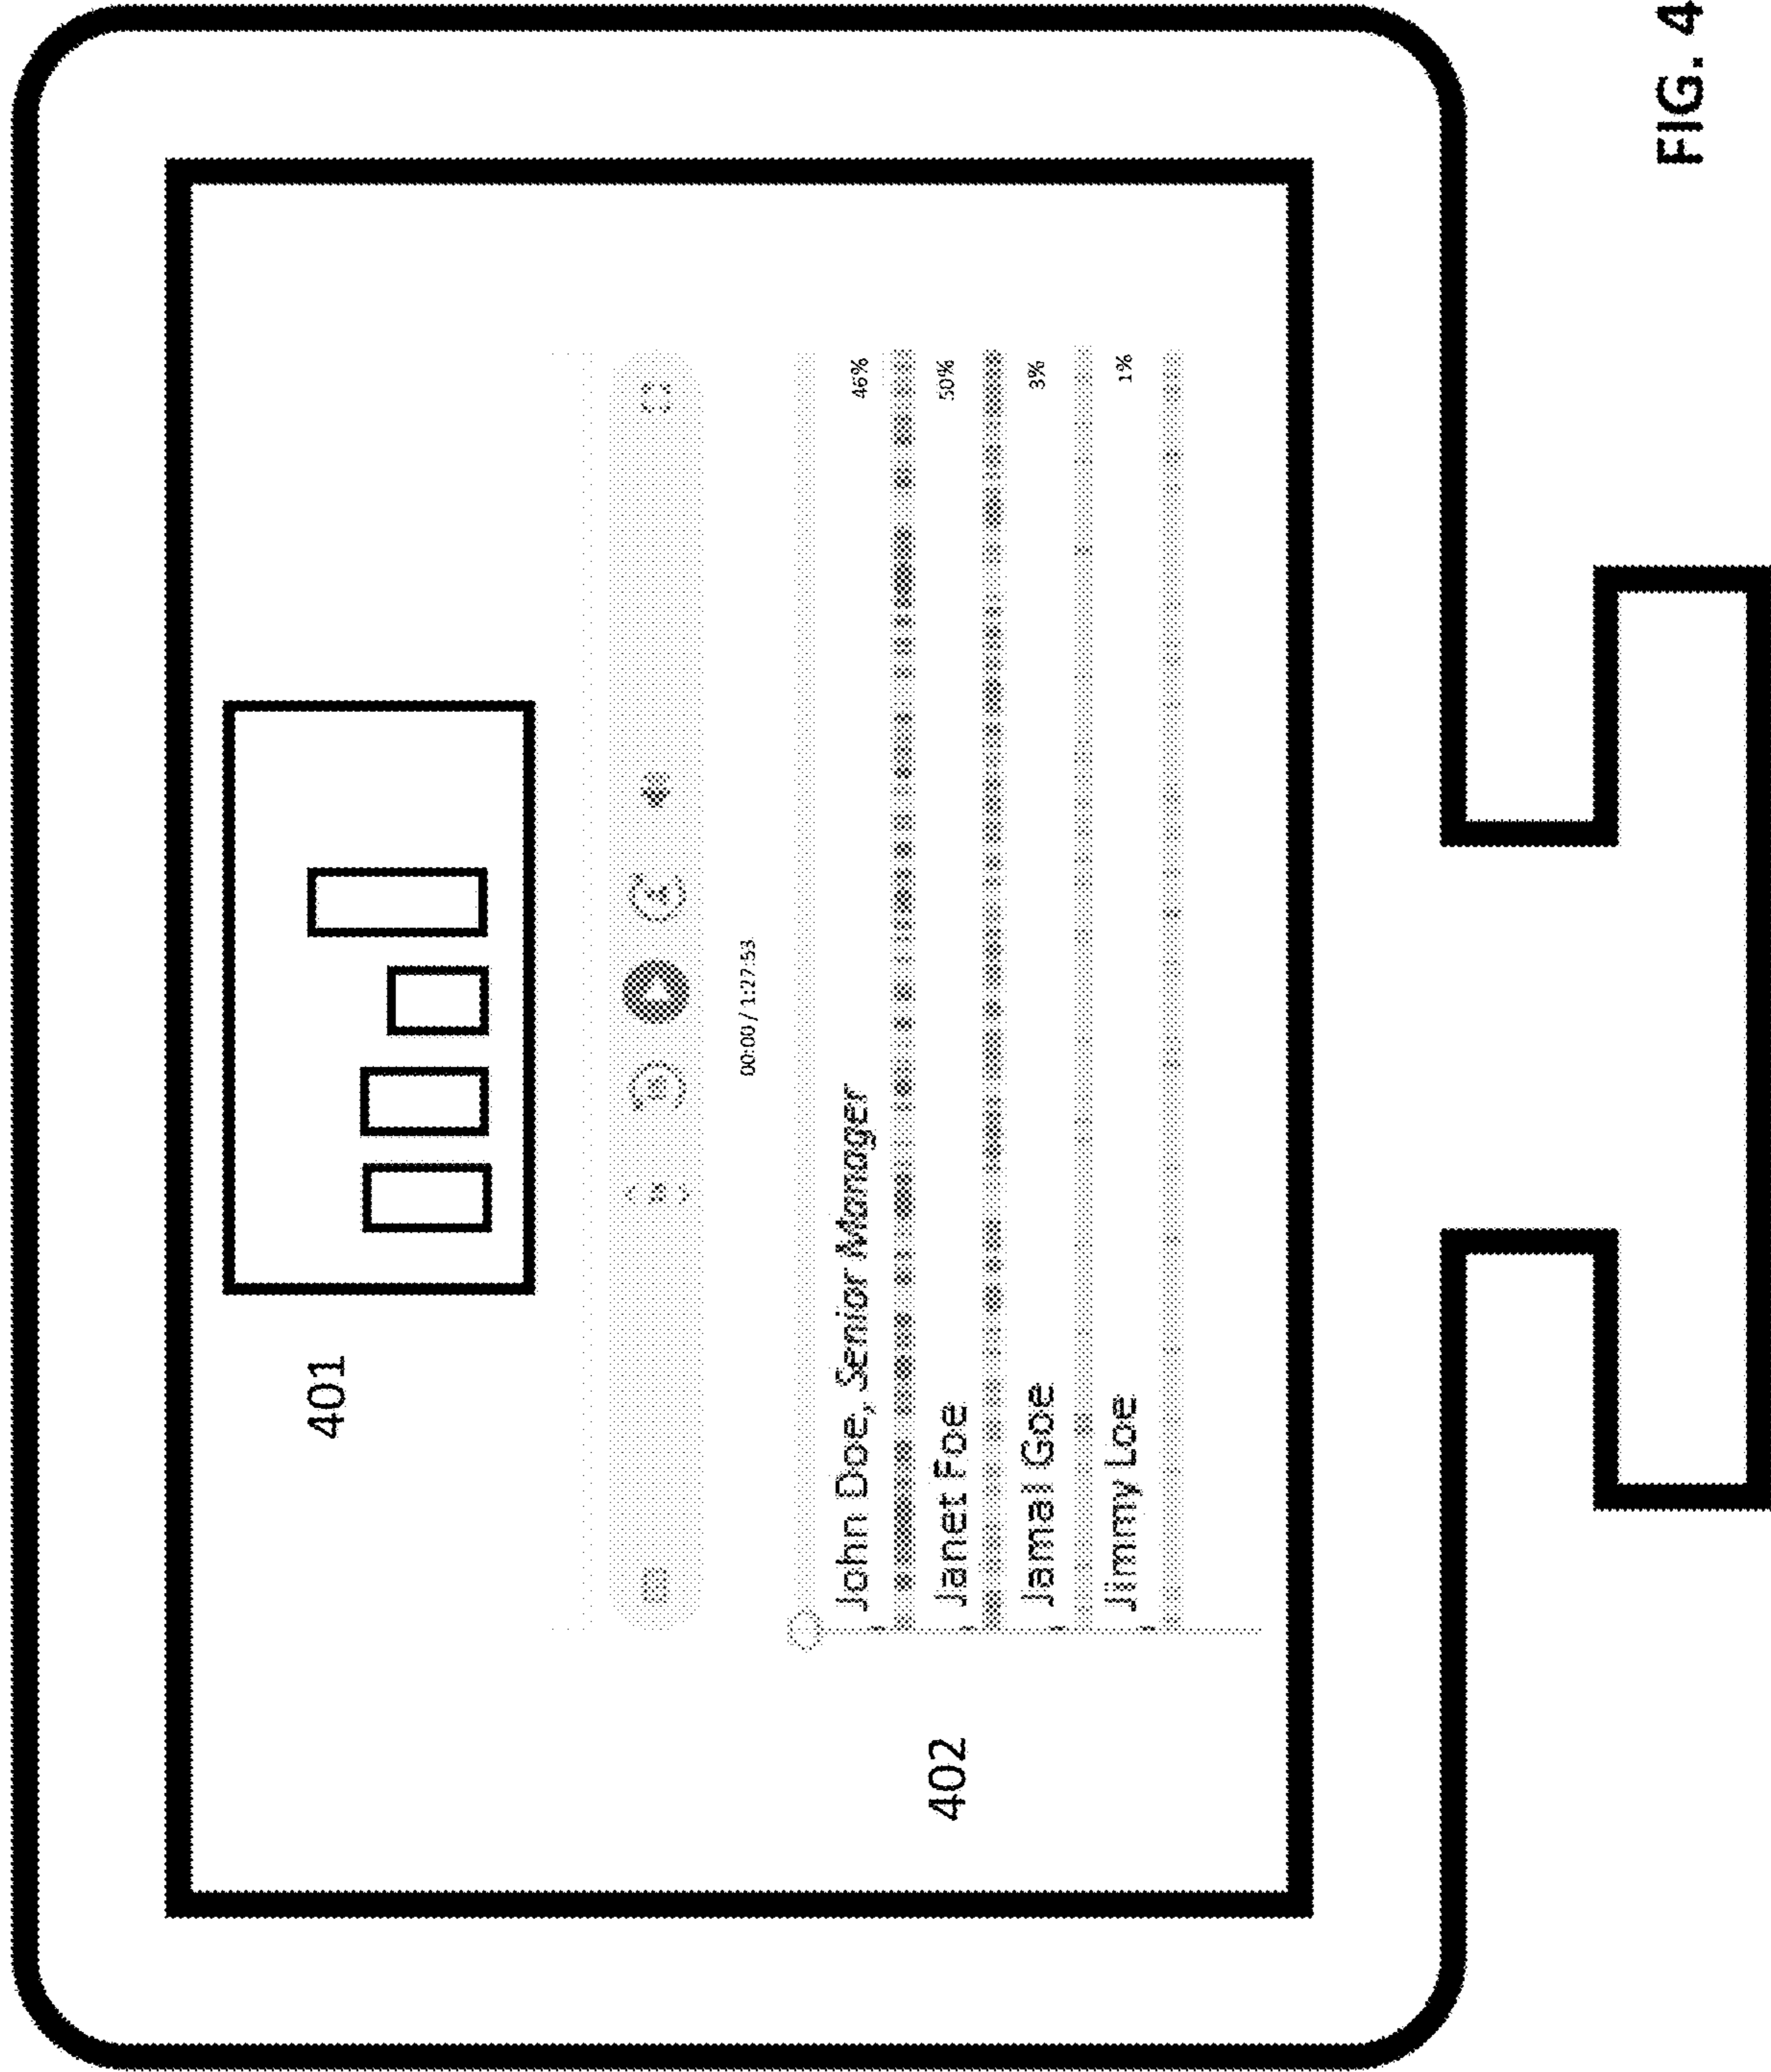 401
00:00 / 1:27:53
John Doe, Senior Manager 46%
402
Janet Foe 50%
Jamal Goe 3%
Jimmy Loe 1%
FIG. 4